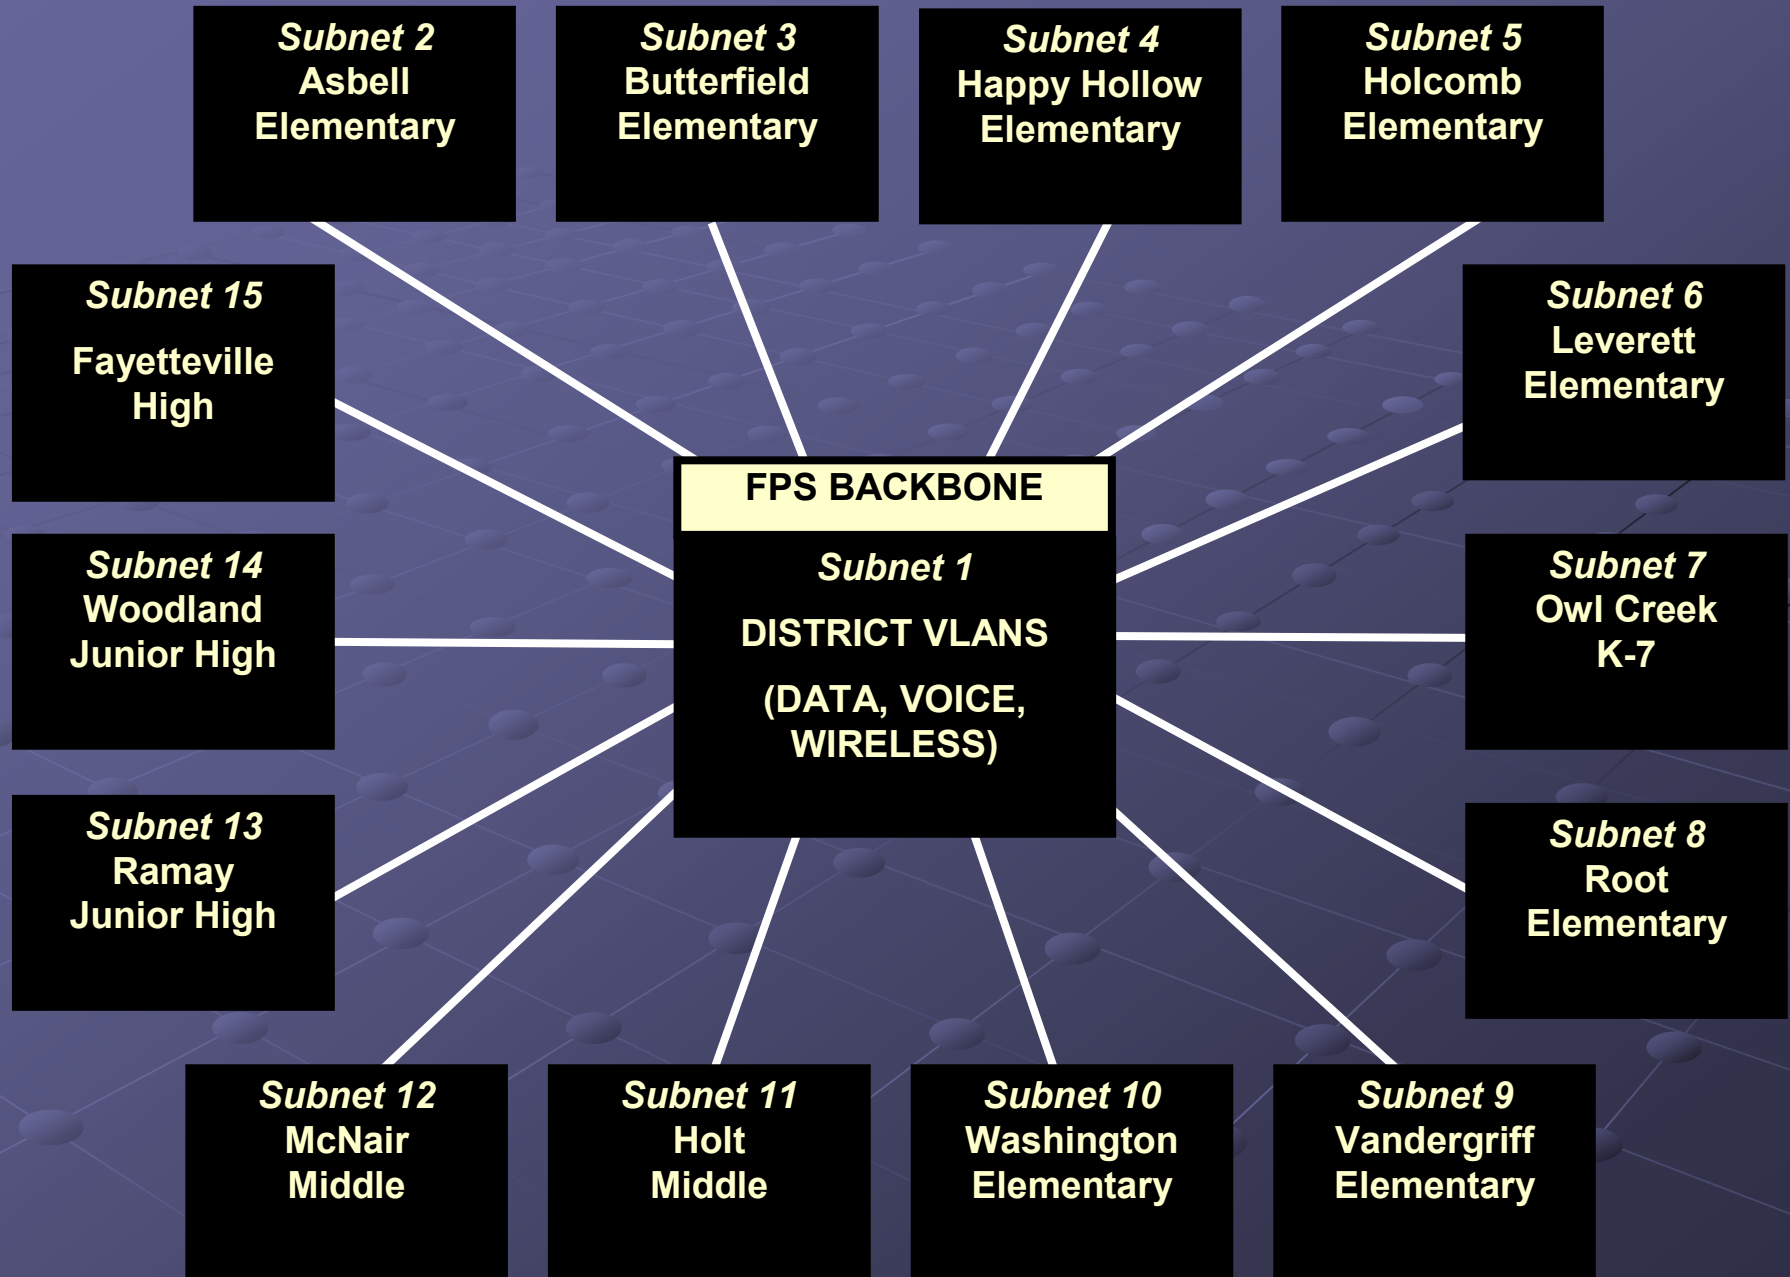 Subnet 2
Asbell
Elementary
Subnet 3
Butterfield
Elementary
Subnet 4
Happy Hollow
Elementary
Subnet 5
Holcomb
Elementary
Subnet 15
Fayetteville
High
Subnet 6
Leverett
Elementary
FPS BACKBONE
Subnet 1
DISTRICT VLANS
(DATA, VOICE,
WIRELESS)
Subnet 14
Woodland
Junior High
Subnet 7
Owl Creek
K-7
Subnet 13
Ramay
Junior High
Subnet 8
Root
Elementary
Subnet 12
McNair
Middle
Subnet 11
Holt
Middle
Subnet 10
Washington
Elementary
Subnet 9
Vandergriff
Elementary